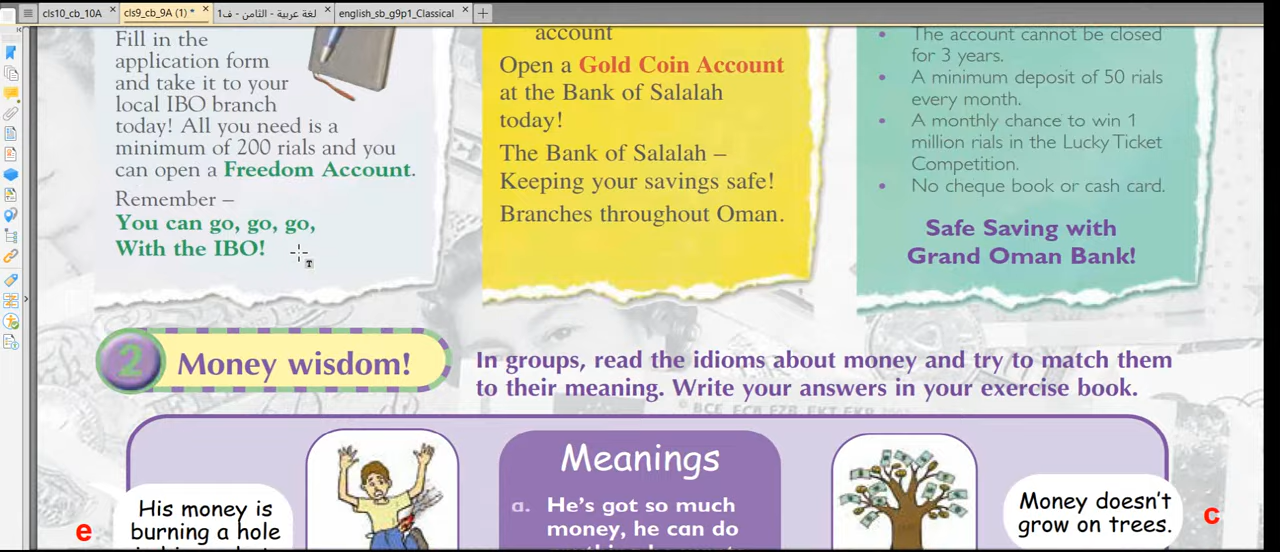 cls10_cb_10A
cls9_cb_9A (1) *
لغة عربية - الثامن - ف1
english_sb_g9p1_Classical
Fill in the
application form
and take it to your
local IBO branch
today! All you need is a
minimum of 200 rials and you
can open a Freedom Account.
Remember –
You can go, go, go,
With the IBO!
account
Open a Gold Coin Account
at the Bank of Salalah
today!
The Bank of Salalah –
Keeping your savings safe!
Branches throughout Oman.
• The account cannot be closed
for 3 years.
• A minimum deposit of 50 rials
every month.
• A monthly chance to win 1
million rials in the Lucky Ticket
Competition.
• No cheque book or cash card.
Safe Saving with
Grand Oman Bank!
2 Money wisdom!
In groups, read the idioms about money and try to match them
to their meaning. Write your answers in your exercise book.
e
His money is
burning a hole
Meanings
a. He's got so much
money, he can do
Money doesn't
grow on trees.
c